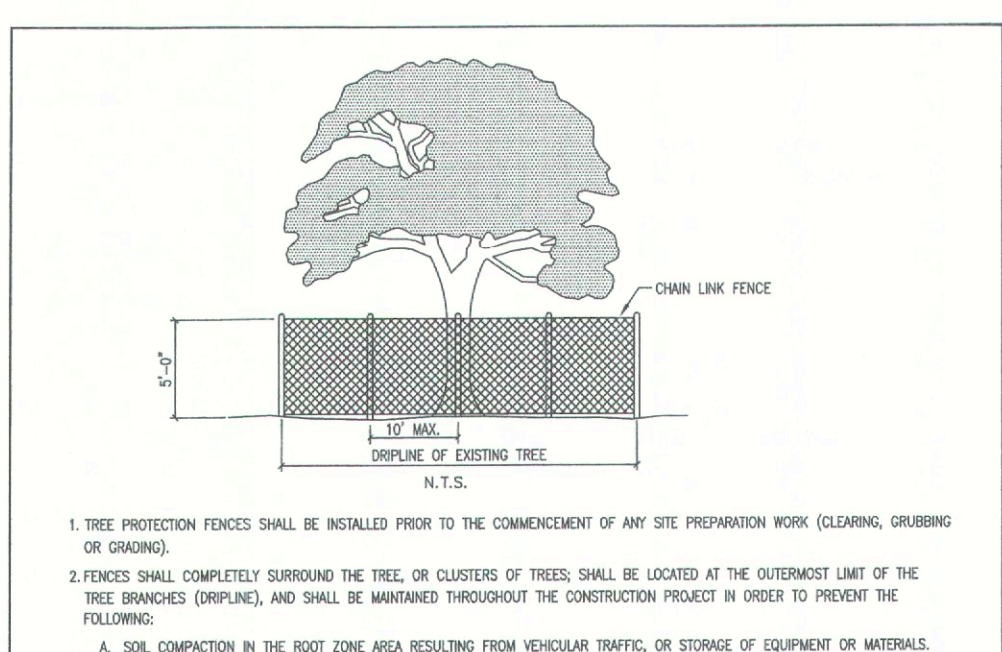 CHAIN LINK FENCE
5'-0"
10' MAX.
DRIPLINE OF EXISTING TREE
N.T.S.
1. TREE PROTECTION FENCES SHALL BE INSTALLED PRIOR TO THE COMMENCEMENT OF ANY SITE PREPARATION WORK (CLEARING, GRUBBING
OR GRADING).
2. FENCES SHALL COMPLETELY SURROUND THE TREE, OR CLUSTERS OF TREES; SHALL BE LOCATED AT THE OUTERMOST LIMIT OF THE
TREE BRANCHES (DRIPLINE), AND SHALL BE MAINTAINED THROUGHOUT THE CONSTRUCTION PROJECT IN ORDER TO PREVENT THE
FOLLOWING:
A. SOIL COMPACTION IN THE ROOT ZONE AREA RESULTING FROM VEHICULAR TRAFFIC, OR STORAGE OF EQUIPMENT OR MATERIALS.